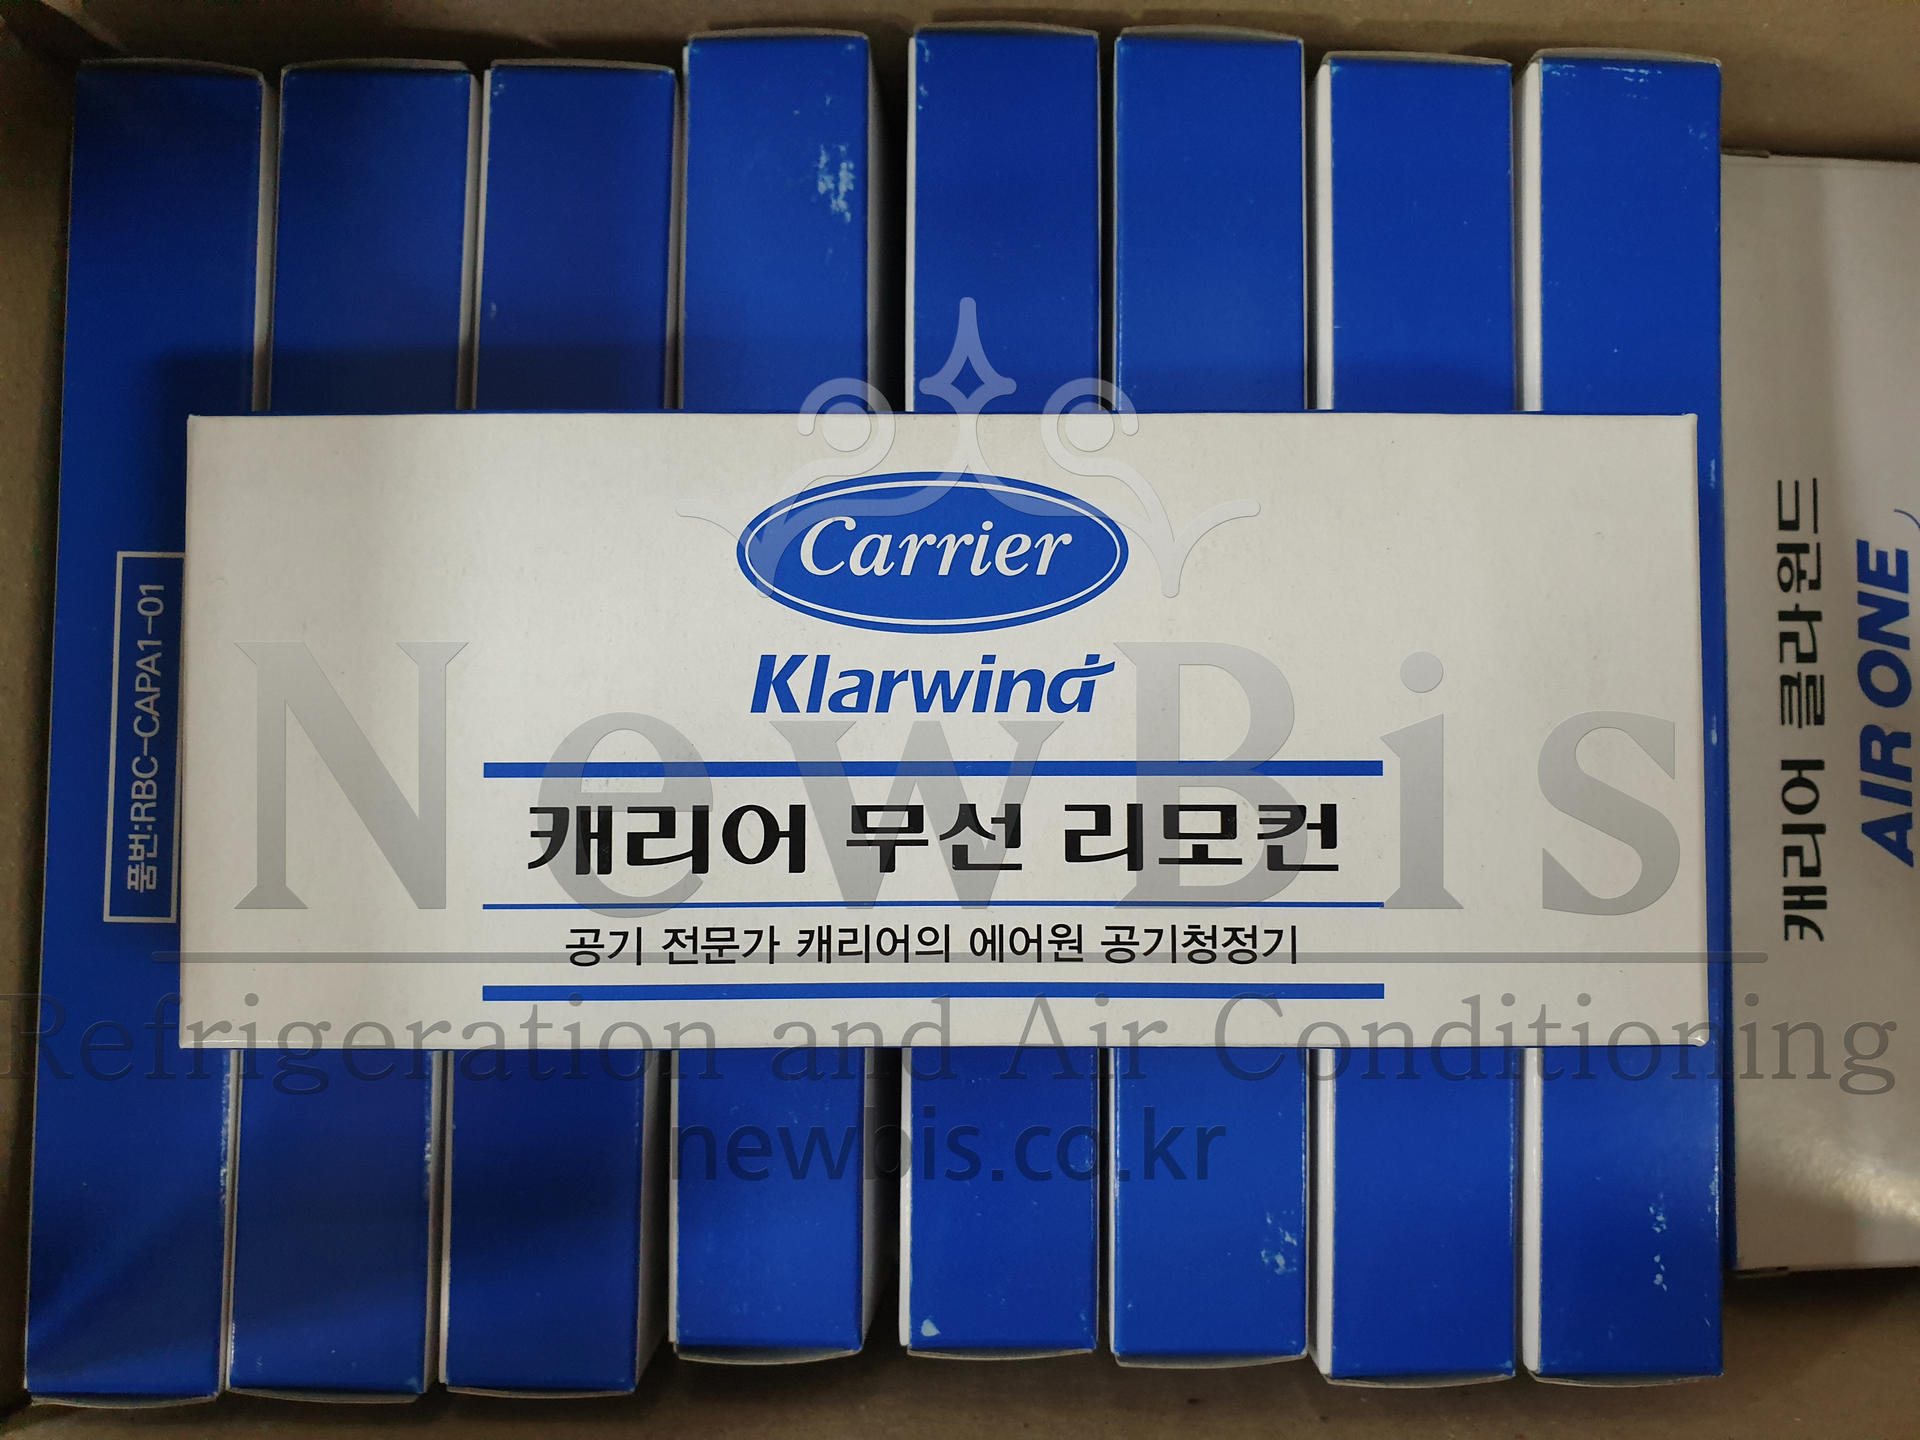 Carrier
Klarwind
캐리어 무선 리모컨
공기 전문가 캐리어의 에어원 공기청정기
품번:RBC-CAPA1-01
캐리어 클라윈드
AIR ONE
NewBis
Refrigeration and Air Conditioning
newbis.co.kr